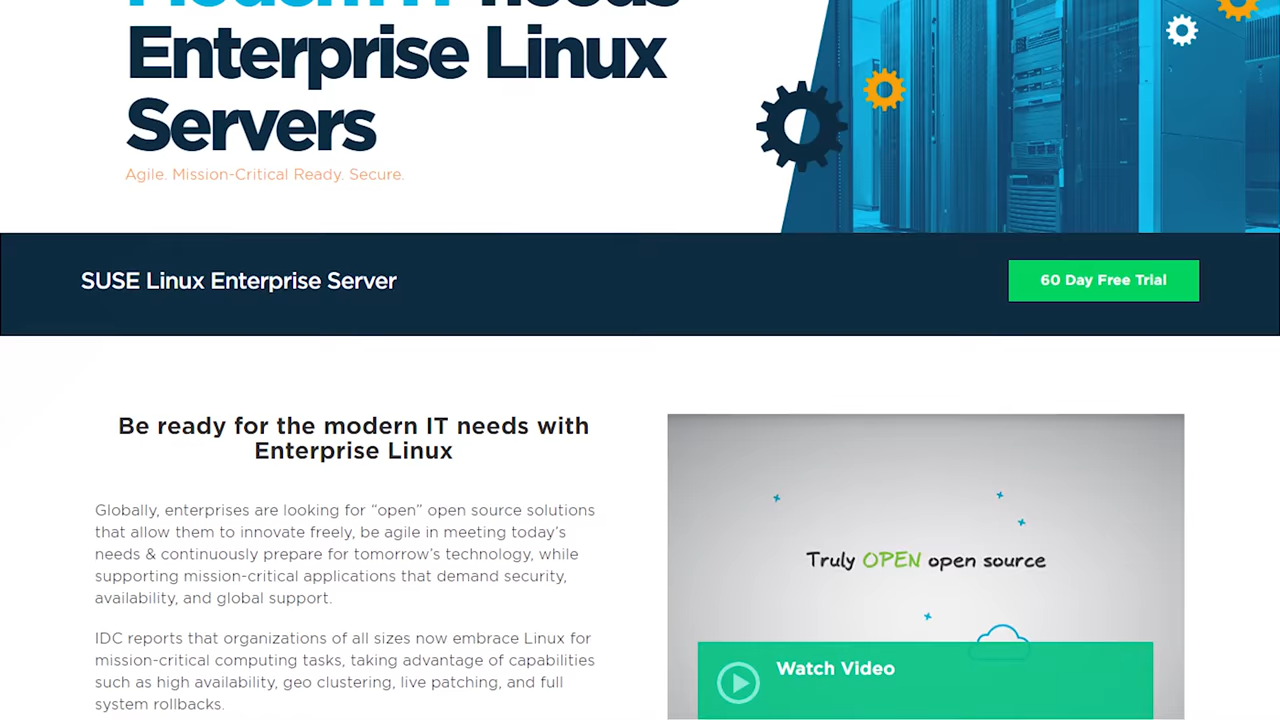 Modern IT needs
Enterprise Linux
Servers
Agile. Mission-Critical Ready. Secure.
SUSE Linux Enterprise Server
60 Day Free Trial
Be ready for the modern IT needs with
Enterprise Linux
Globally, enterprises are looking for “open” open source solutions
that allow them to innovate freely, be agile in meeting today’s
needs & continuously prepare for tomorrow’s technology, while
supporting mission-critical applications that demand security,
availability, and global support.
IDC reports that organizations of all sizes now embrace Linux for
mission-critical computing tasks, taking advantage of capabilities
such as high availability, geo clustering, live patching, and full
system rollbacks.
Truly OPEN open source
Watch Video